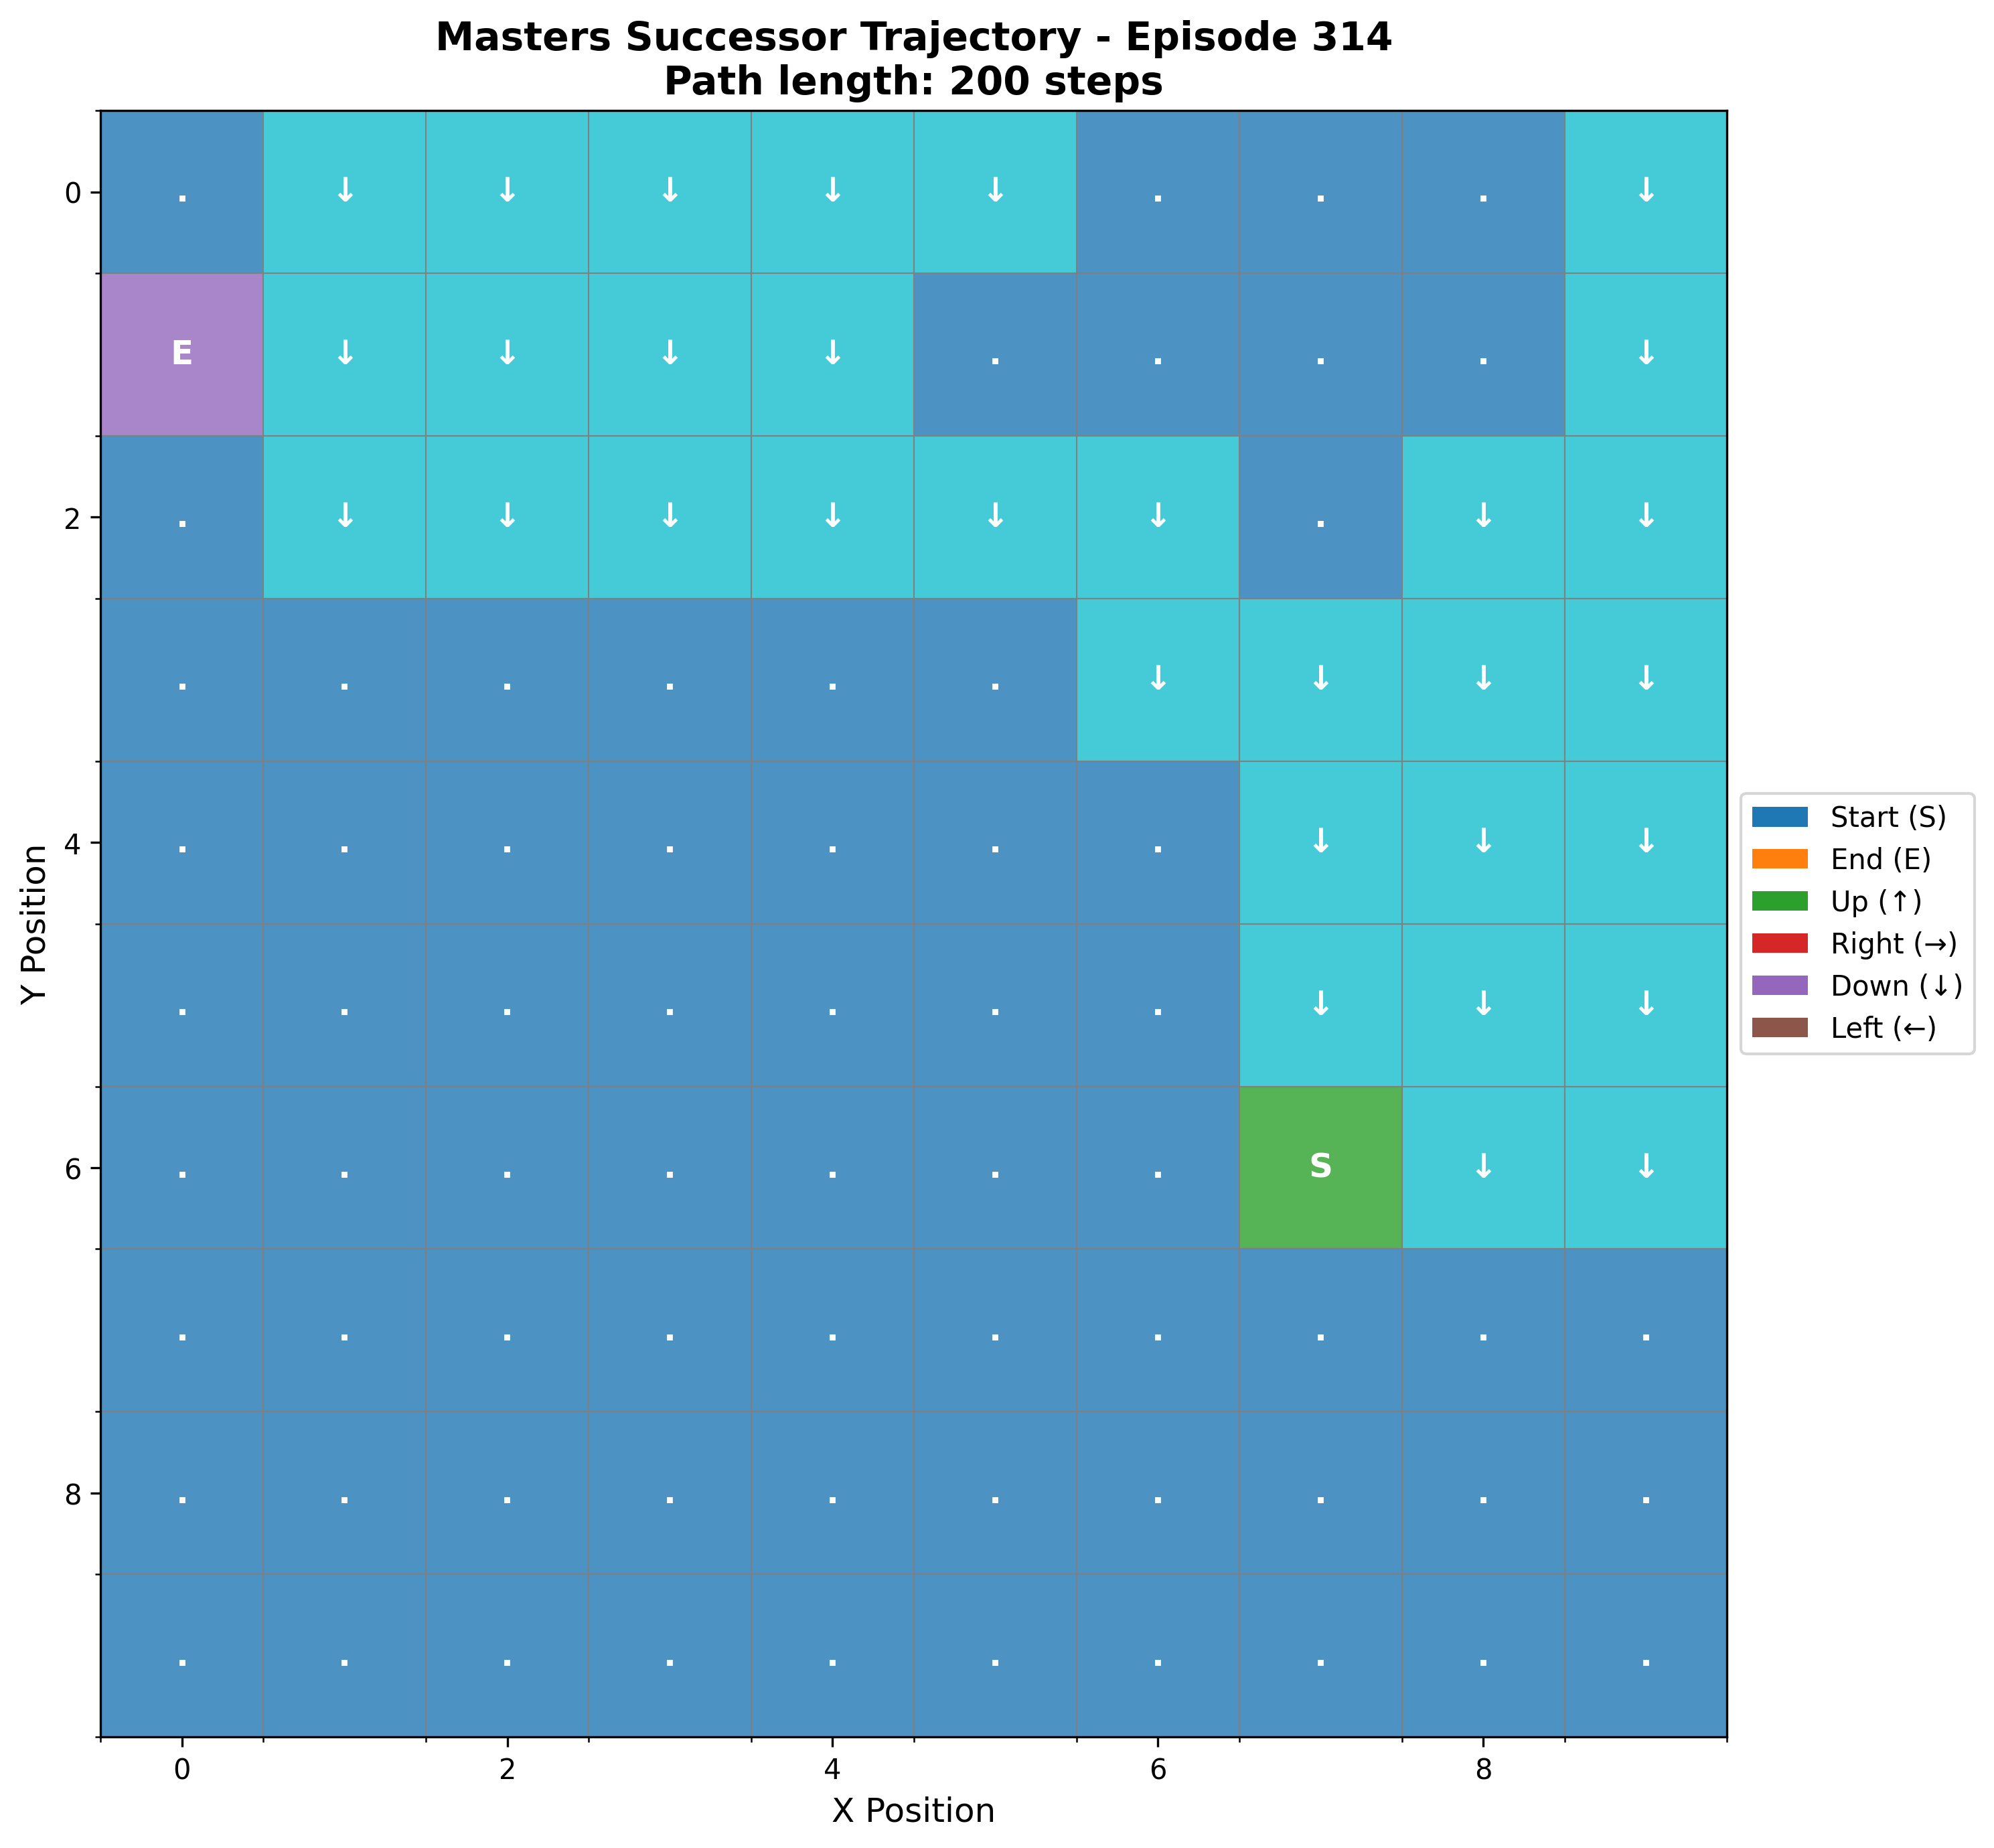 Masters Successor Trajectory - Episode 314
Path length: 200 steps
0 . ↓ ↓ ↓ ↓ ↓ . . . ↓
E ↓ ↓ ↓ ↓ . . . . ↓
2 . ↓ ↓ ↓ ↓ ↓ ↓ . ↓ ↓
. . . . . . ↓ ↓ ↓ ↓
4 . . . . . . . ↓ ↓ ↓
. . . . . . . ↓ ↓ ↓
6 . . . . . . . S ↓ ↓
. . . . . . . . . .
8 . . . . . . . . . .
. . . . . . . . . .
0 2 4 6 8
X Position
Y Position
Start (S)
End (E)
Up (↑)
Right (→)
Down (↓)
Left (←)